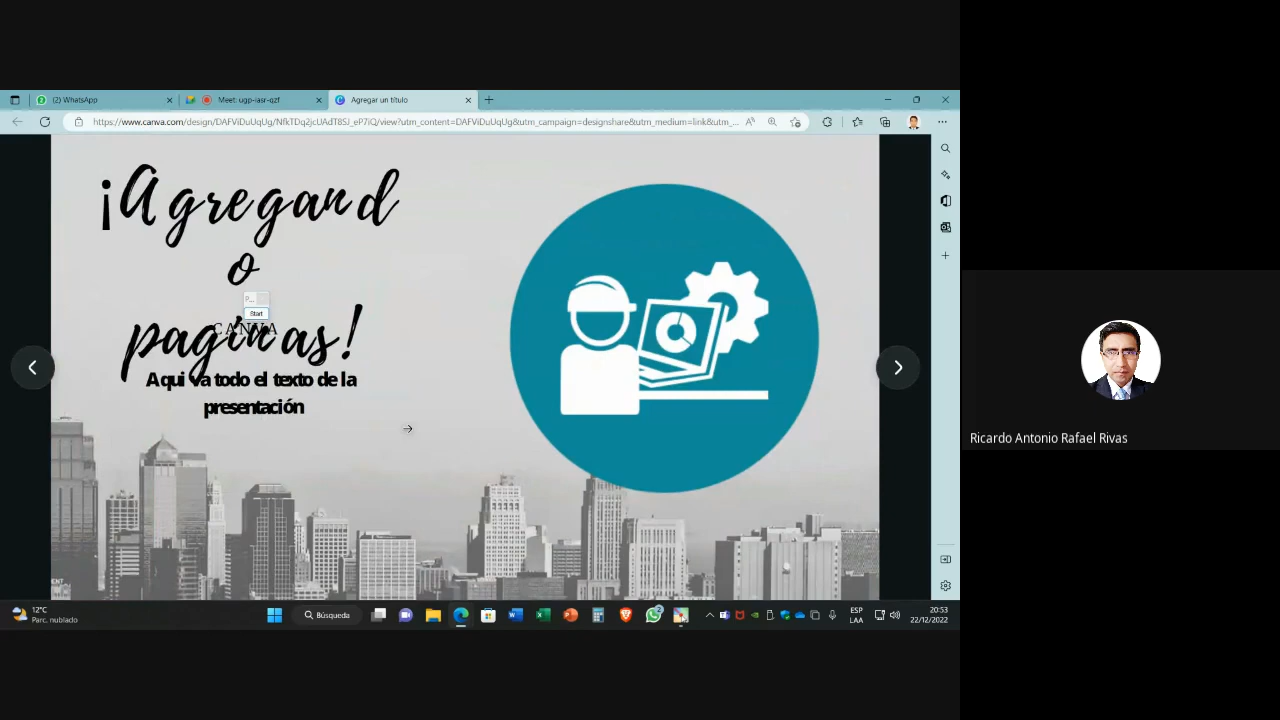 (2) WhatsApp
Meet: ugp-iasr-qzf
Agregar un título
https://www.canva.com/design/DAFViDuUqUg/NfkTDq2jcUAdT8SJ_eP7iQ/view?utm_content=DAFViDuUqUg&utm_campaign=designshare&utm_medium=link&utm_...
¡Agregand
o
P...
Start
CANVA
paginas!
Aqui va todo el texto de la
presentación
Ricardo Antonio Rafael Rivas
12°C
Parc. nublado
Búsqueda
ESP
LAA
20:53
22/12/2022